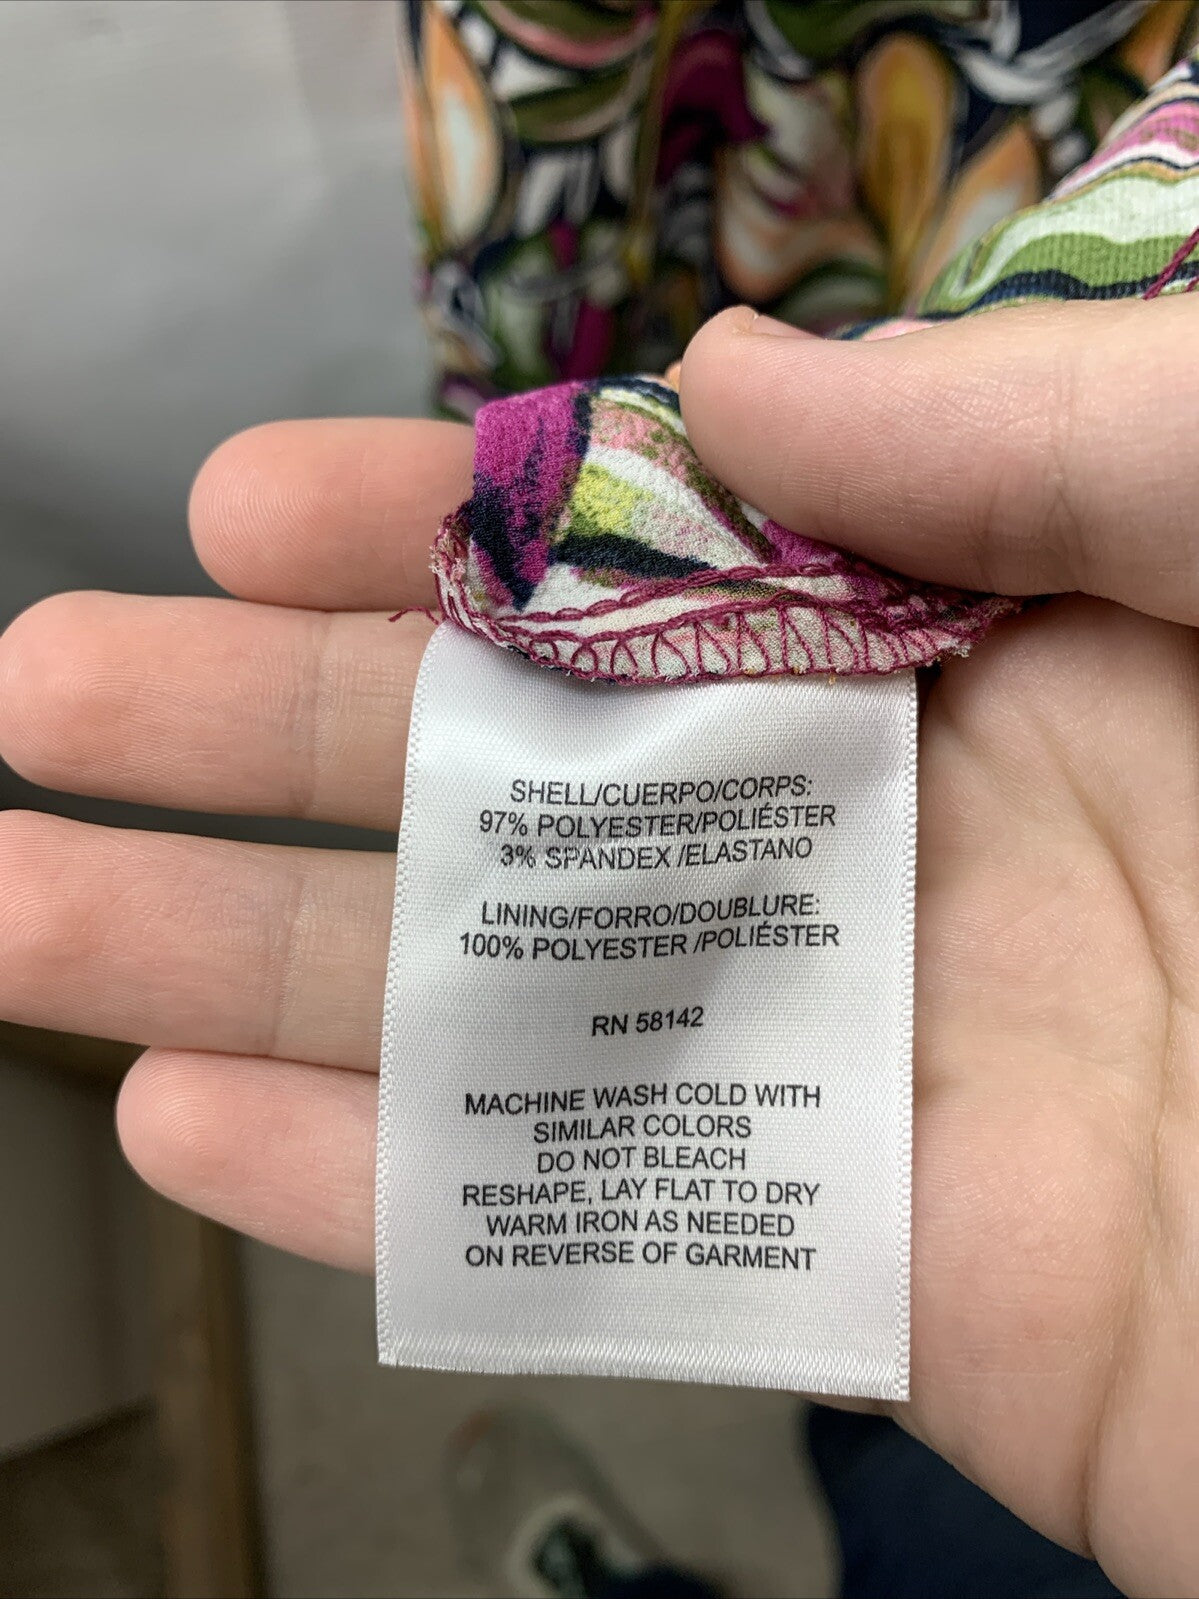 SHELL/CUERPO/CORPS:
97% POLYESTER/POLIÉSTER
3% SPANDEX /ELASTANO
LINING/FORRO/DOUBLURE:
100% POLYESTER /POLIÉSTER
RN 58142
MACHINE WASH COLD WITH
SIMILAR COLORS
DO NOT BLEACH
RESHAPE, LAY FLAT TO DRY
WARM IRON AS NEEDED
ON REVERSE OF GARMENT